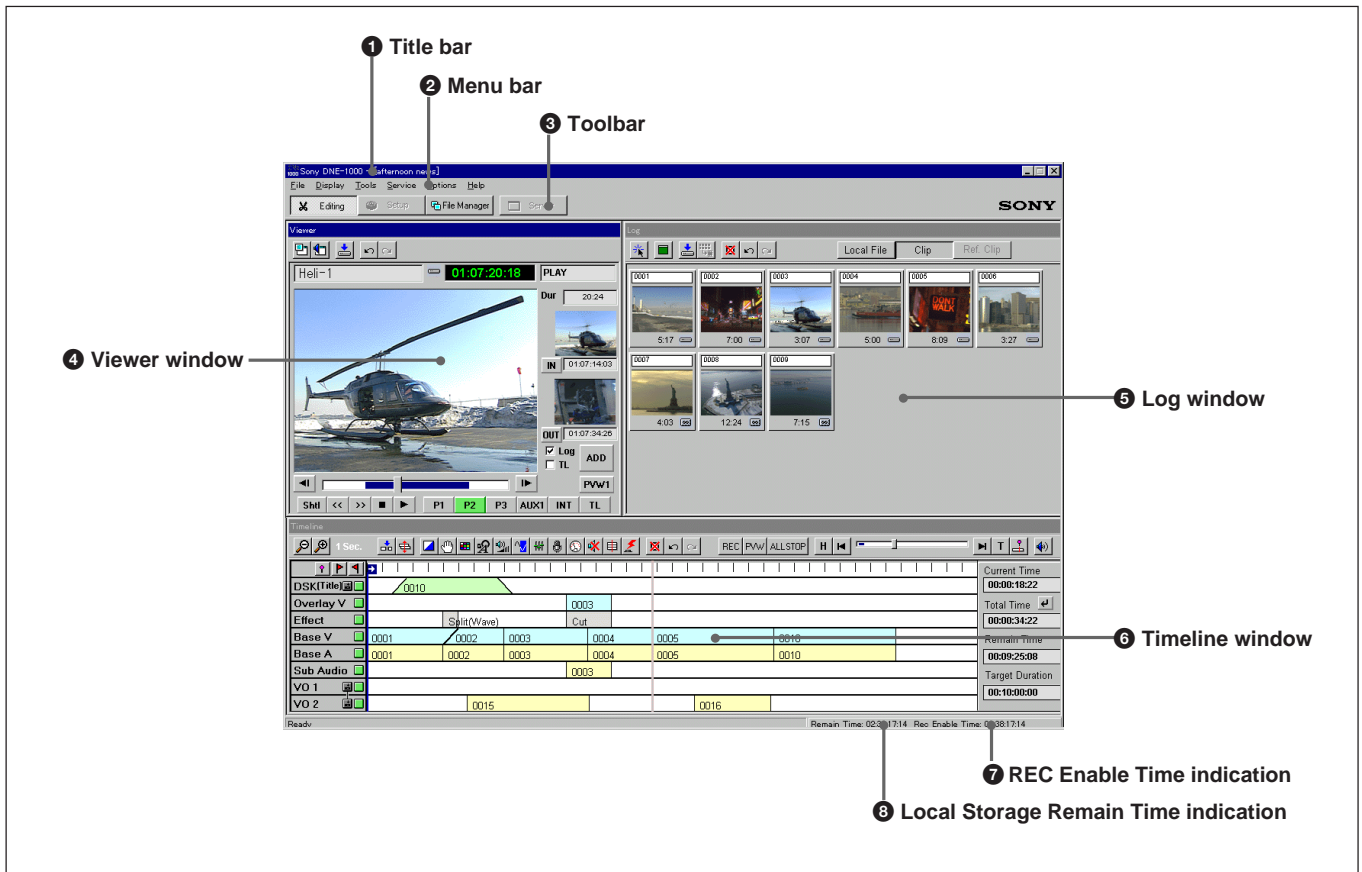 ❶ Title bar
❷ Menu bar
❸ Toolbar
Sony DNE-1000 afternoon news]
File Display Tools Service Options Help
Editing Setup File Manager
SONY
Viewer
Log
Local File Clip Ref. Clip
Heli-1 01:07:20:18 PLAY
Dur 20:24
IN 01:07:14:03
OUT 01:07:34:26
Log
TL
ADD
PVW1
Shtl << >> P1 P2 P3 AUX1 INT TL
0001 0002 0003 0004 0005 0006
DONT WALK
5:17 7:00 3:07 5:00 8:09 3:27
0007 0008 0009
4:03 12:24 7:15
❹ Viewer window
❺ Log window
Timeline
1 Sec. REC PVW ALLSTOP H T
DSK(Title) 0010
Overlay V 0003
Effect Split(Wave) Cut
Base V 0001 0002 0003 0004 0005 0010
Base A 0001 0002 0003 0004 0005 0010
Sub Audio 0003
VO 1
VO 2 0015 0016
Current Time
00:00:18:22
Total Time
00:00:34:22
Remain Time
00:09:25:08
Target Duration
00:10:00:00
❻ Timeline window
Ready
Remain Time: Rec Enable Time:
❼ REC Enable Time indication
❽ Local Storage Remain Time indication